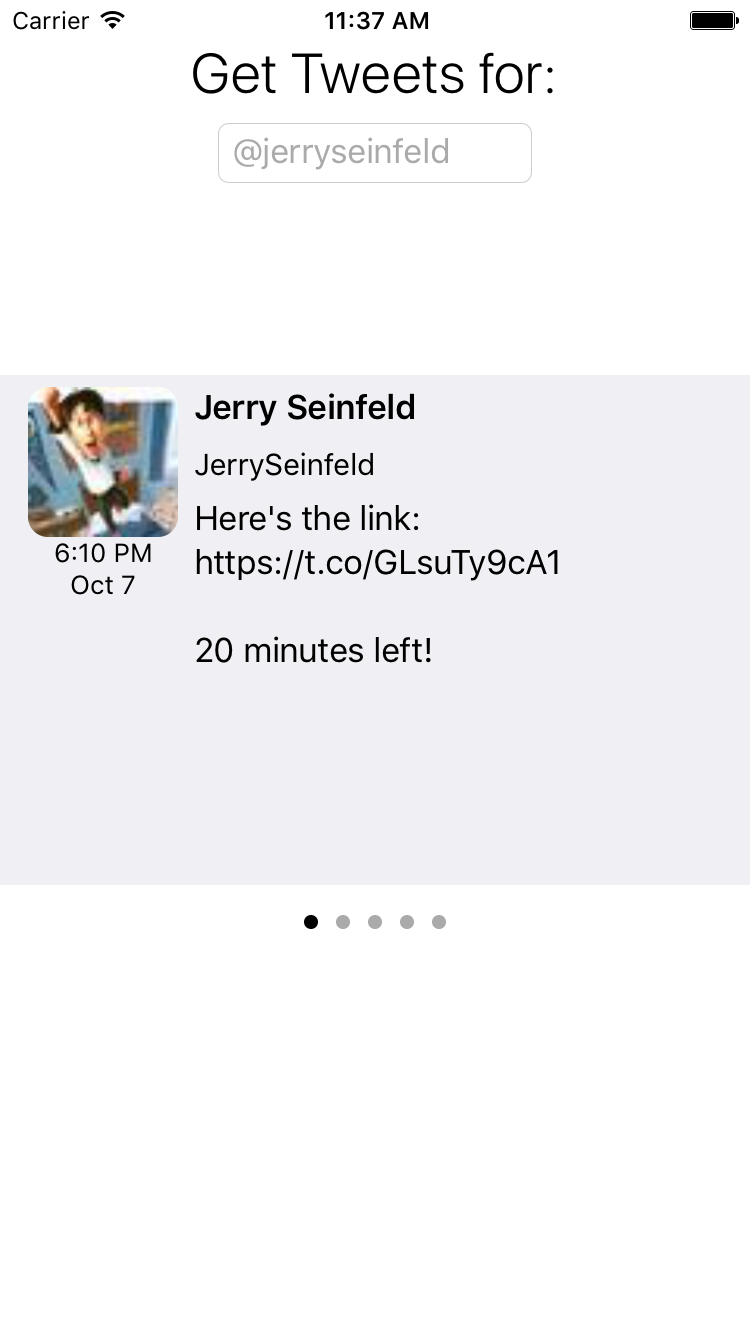 Carrier 11:37 AM
Get Tweets for:
@jerryseinfeld
Jerry Seinfeld
JerrySeinfeld
Here's the link:
https://t.co/GLsuTy9cA1
20 minutes left!
6:10 PM
Oct 7